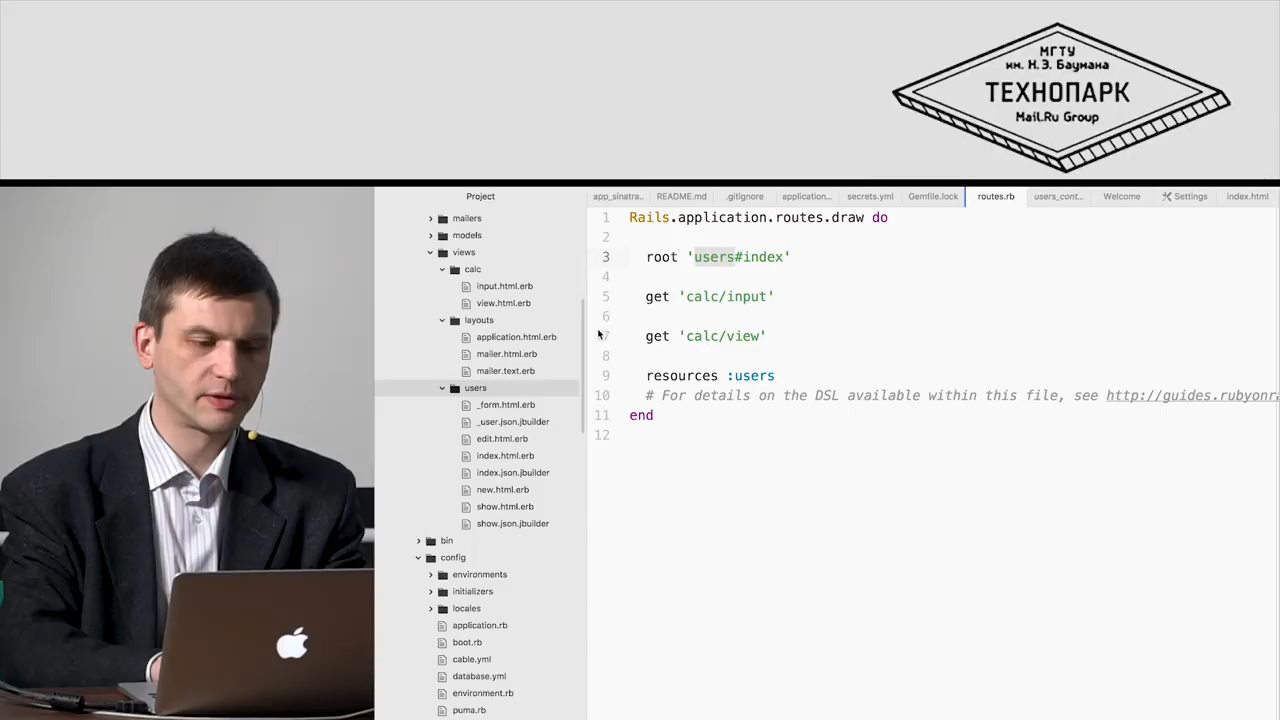 МГТУ
им. Н.Э. Баумана
ТЕХНОПАРК
Mail.Ru Group
Project
mailers
models
views
calc
input.html.erb
view.html.erb
layouts
application.html.erb
mailer.html.erb
mailer.text.erb
users
_form.html.erb
_user.json.jbuilder
edit.html.erb
index.html.erb
index.json.jbuilder
new.html.erb
show.html.erb
show.json.jbuilder
bin
config
environments
initializers
locales
application.rb
boot.rb
cable.yml
database.yml
environment.rb
puma.rb
app_sinatra.. README.md .gitignore application... secrets.yml Gemfile.lock routes.rb users_cont... Welcome Settings index.html
1 Rails.application.routes.draw do
2
3 root 'users#index'
4
5 get 'calc/input'
6
7 get 'calc/view'
8
9 resources :users
10 # For details on the DSL available within this file, see http://guides.rubyonra
11 end
12